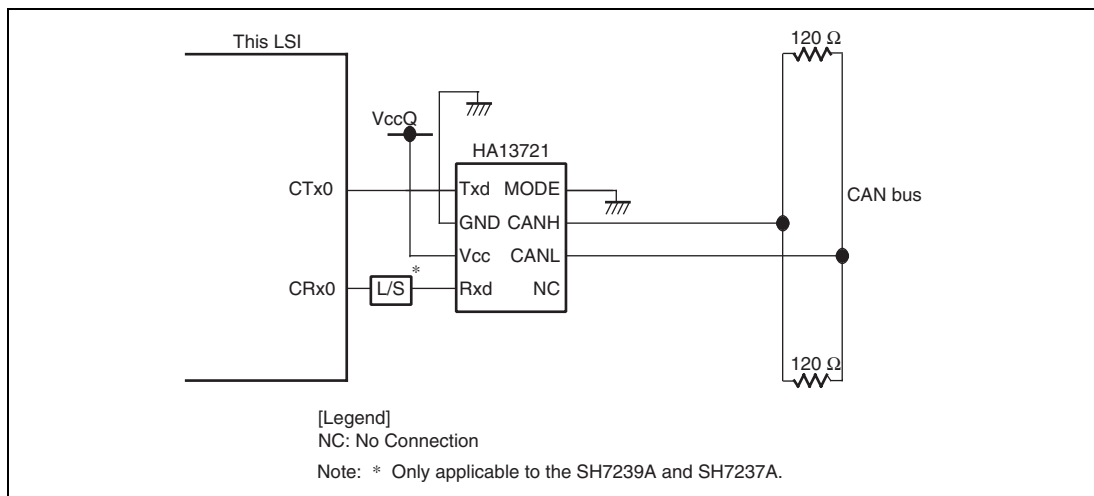 120 Ω
This LSI
VccQ
HA13721
CTx0
Txd MODE
CAN bus
GND CANH
Vcc CANL
*
CRx0
L/S
Rxd NC
120 Ω
[Legend]
NC: No Connection
Note: * Only applicable to the SH7239A and SH7237A.